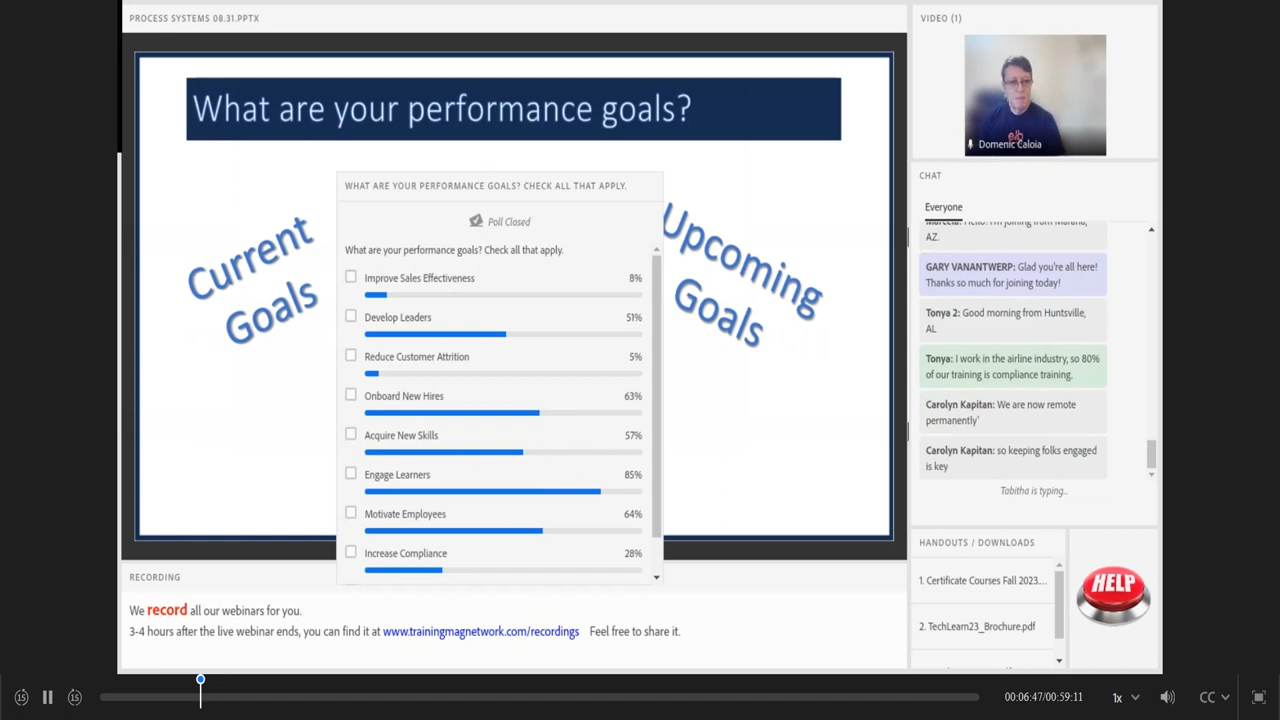 PROCESS SYSTEMS 08.31.PPTX
What are your performance goals?
Current
Goals
Upcoming
Goals
WHAT ARE YOUR PERFORMANCE GOALS? CHECK ALL THAT APPLY.
Poll Closed
What are your performance goals? Check all that apply.
Improve Sales Effectiveness 8%
Develop Leaders 51%
Reduce Customer Attrition 5%
Onboard New Hires 63%
Acquire New Skills 57%
Engage Learners 85%
Motivate Employees 64%
Increase Compliance 28%
RECORDING
We record all our webinars for you.
3-4 hours after the live webinar ends, you can find it at www.trainingmagnetwork.com/recordings Feel free to share it.
VIDEO (1)
elb
Domenic Caloia
CHAT
Everyone
AZ.
GARY VANANTWERP: Glad you're all here!
Thanks so much for joining today!
Tonya 2: Good morning from Huntsville,
AL
Tonya: I work in the airline industry, so 80%
of our training is compliance training.
Carolyn Kapitan: We are now remote
permanently'
Carolyn Kapitan: so keeping folks engaged
is key
Tabitha is typing...
HANDOUTS / DOWNLOADS
1. Certificate Courses Fall 2023....
2. TechLearn23_Brochure.pdf
HELP
15
15
00:06:47/00:59:11
1x
CC